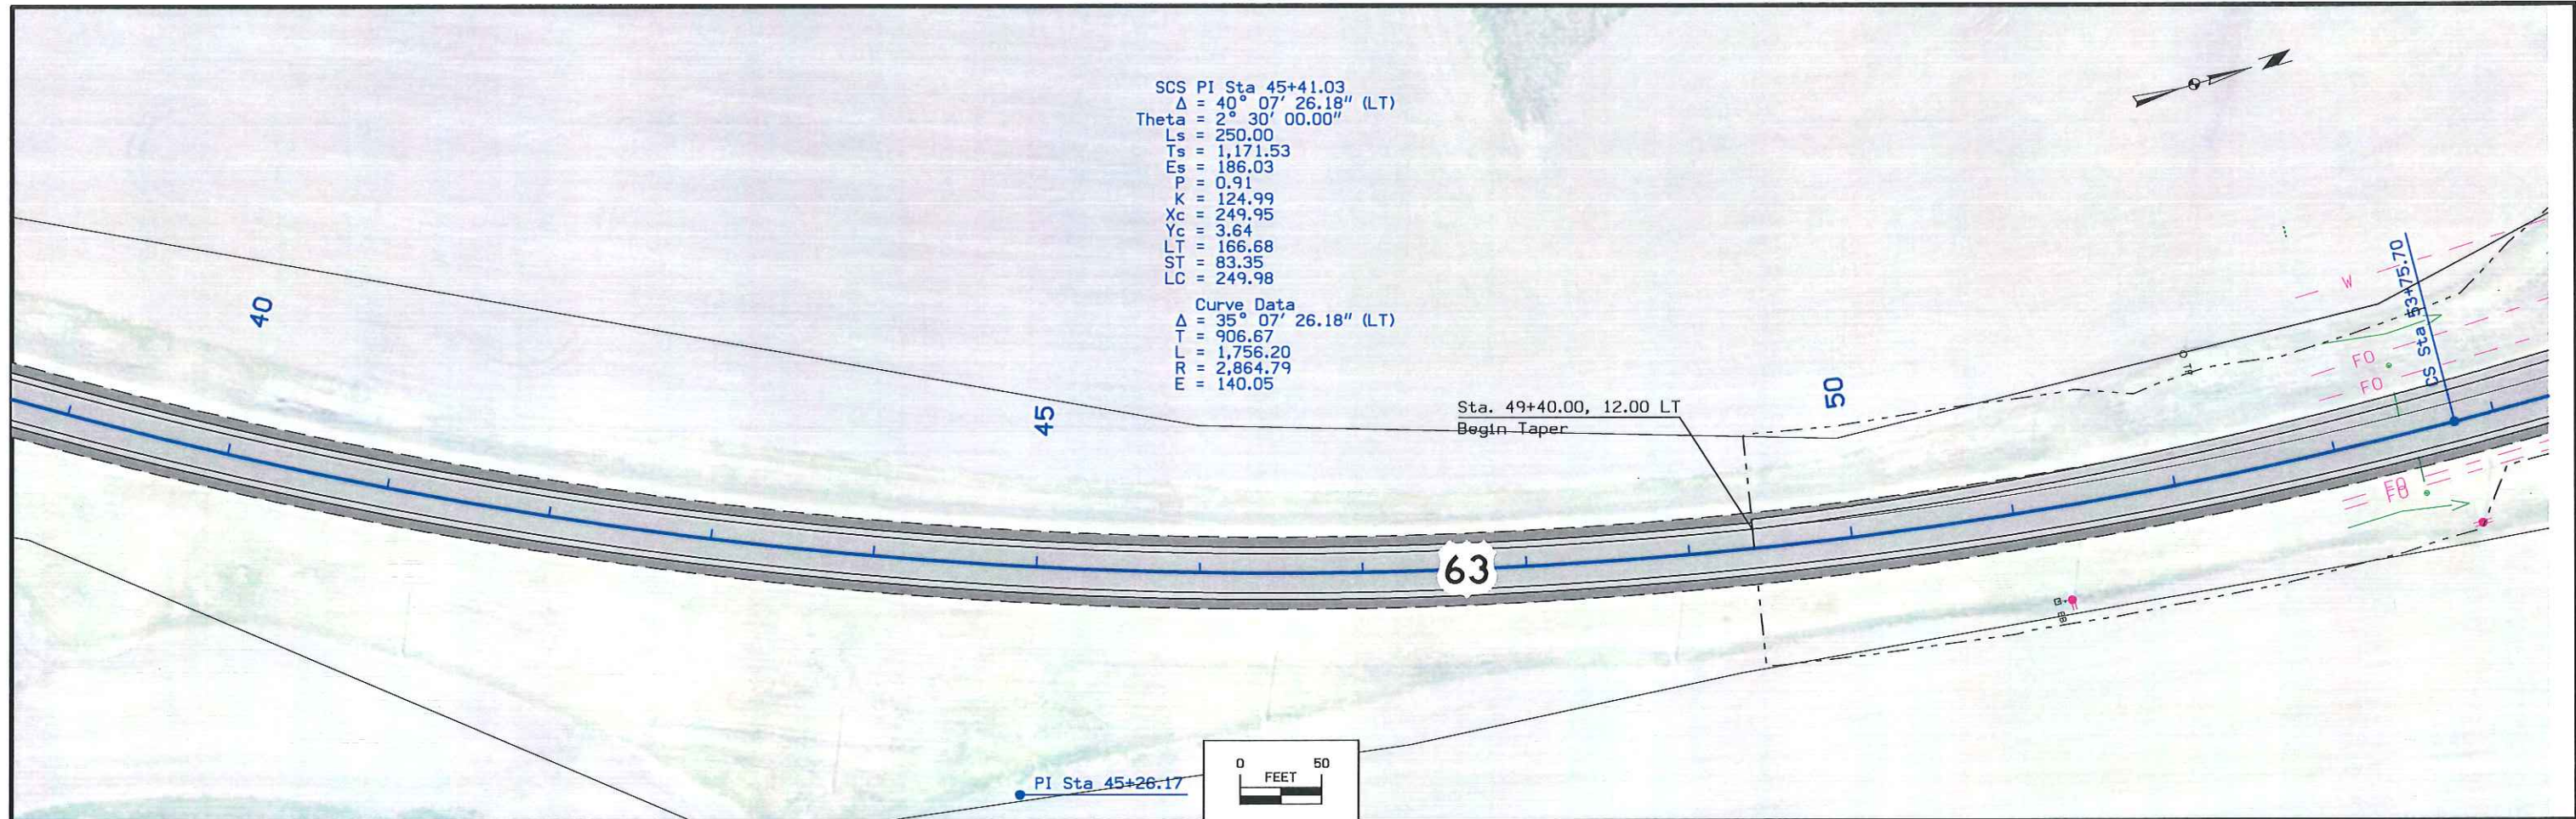 SCS PI Sta 45+41.03
Δ = 40° 07' 26.18" (LT)
Theta = 2° 30' 00.00"
Ls = 250.00
Ts = 1,171.53
Es = 186.03
P = 0.91
K = 124.99
Xc = 249.95
Yc = 3.64
LT = 166.68
ST = 83.35
LC = 249.98
Curve Data
Δ = 35° 07' 26.18" (LT)
T = 906.67
L = 1,756.20
R = 2,864.79
E = 140.05
40
45
50
Sta. 49+40.00, 12.00 LT
Begin Taper
CS Sta 53+75.70
W
FO
FO
TP
63
FO
FO
EB
PI Sta 45+26.17
0 50
FEET